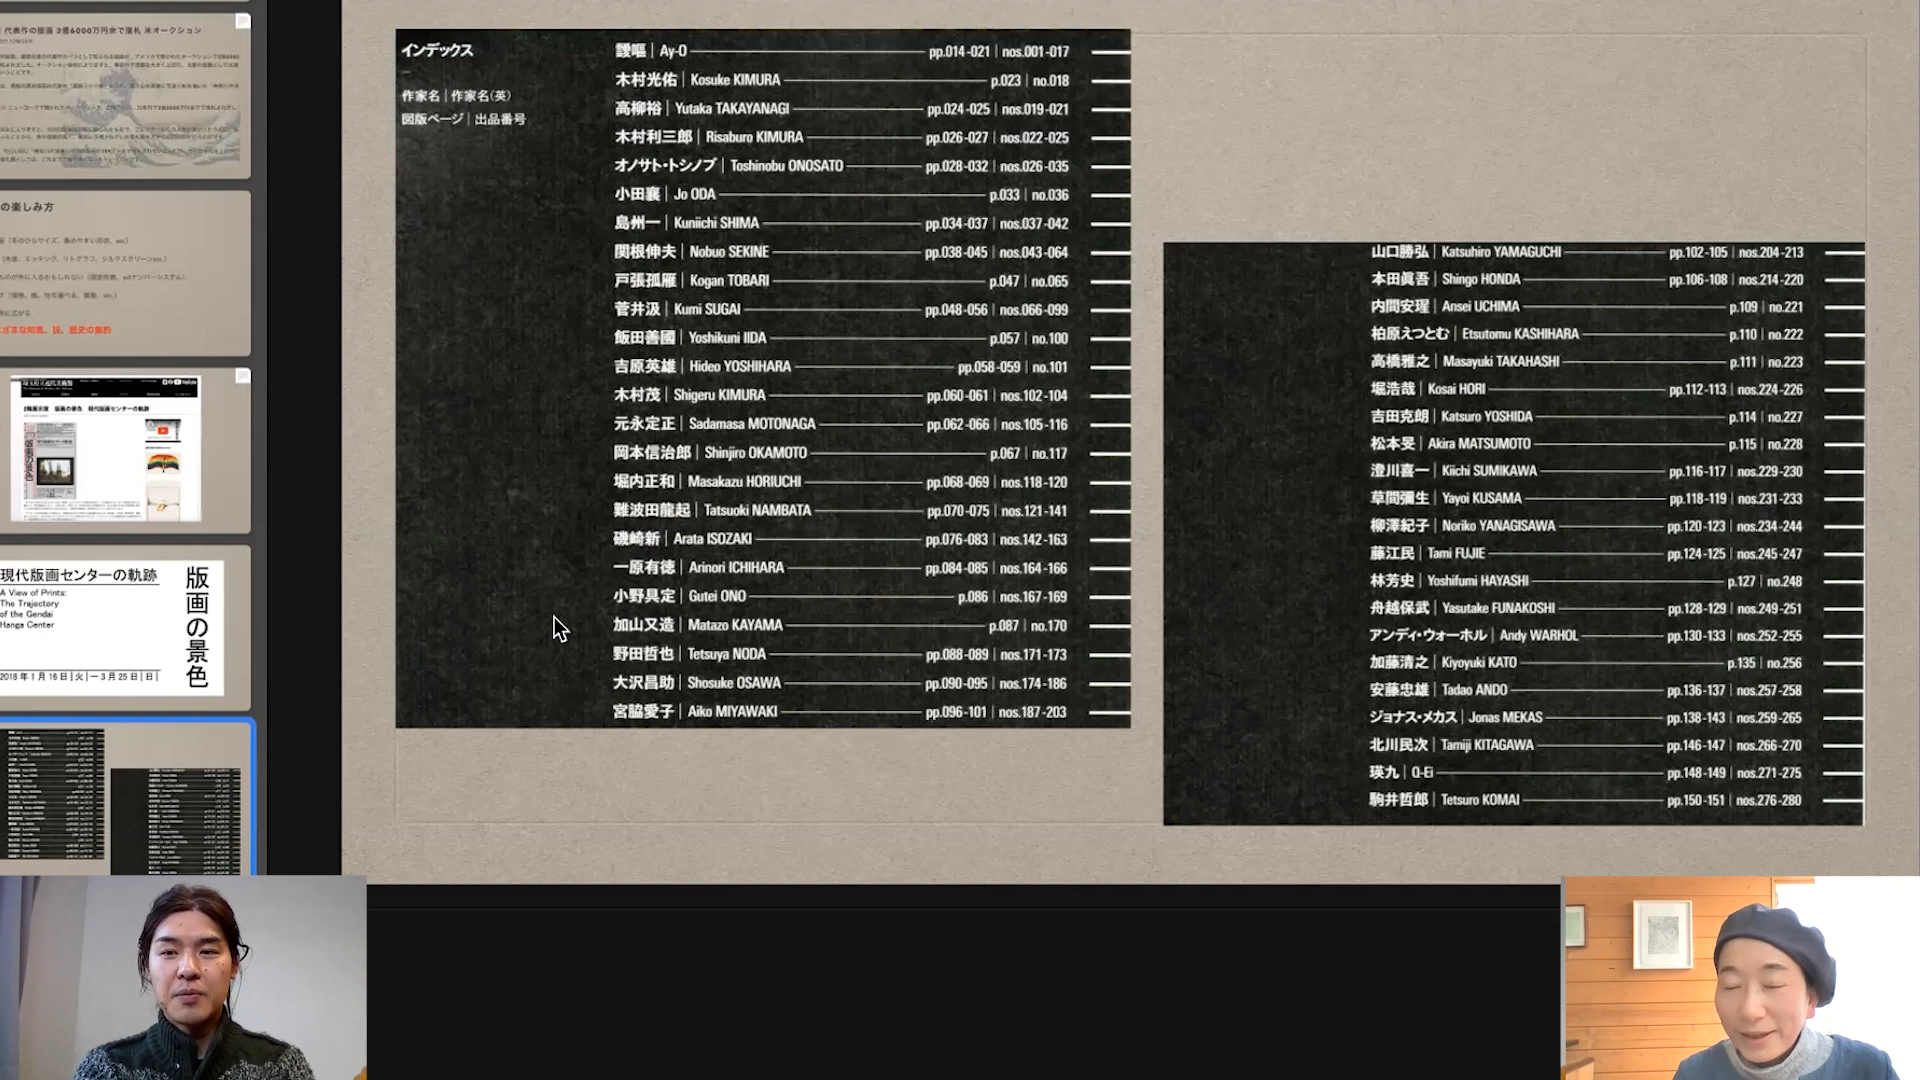 代表作の版画 3億6000万円余で落札 米オークション
の楽しみ方
現代版画センターの軌跡
A View of Prints:
The Trajectory
of the Gendai
Hanga Center
版画の景色
2018年1月16日|火|ー3月25日|日|
インデックス
作家名|作家名(英)
図版ページ|出品番号
靉嘔|Ay-O pp.014-021|nos.001-017
木村光佑|Kosuke KIMURA p.023|no.018
高柳裕|Yutaka TAKAYANAGI pp.024-025|nos.019-021
木村利三郎|Risaburo KIMURA pp.026-027|nos.022-025
オノサト・トシノブ|Toshinobu ONOSATO pp.028-032|nos.026-035
小田襄|Jo ODA p.033|no.036
島州一|Kuniichi SHIMA pp.034-037|nos.037-042
関根伸夫|Nobuo SEKINE pp.038-045|nos.043-064
戸張孤雁|Kogan TOBARI p.047|no.065
菅井汲|Kumi SUGAI pp.048-056|nos.066-099
飯田善國|Yoshikuni IIDA p.057|no.100
吉原英雄|Hideo YOSHIHARA pp.058-059|no.101
木村茂|Shigeru KIMURA pp.060-061|nos.102-104
元永定正|Sadamasa MOTONAGA pp.062-066|nos.105-116
岡本信治郎|Shinjiro OKAMOTO p.067|no.117
堀内正和|Masakazu HORIUCHI pp.068-069|nos.118-120
難波田龍起|Tatsuoki NAMBATA pp.070-075|nos.121-141
磯崎新|Arata ISOZAKI pp.076-083|nos.142-163
一原有徳|Arinori ICHIHARA pp.084-085|nos.164-166
小野具定|Gutei ONO p.086|nos.167-169
加山又造|Matazo KAYAMA p.087|no.170
野田哲也|Tetsuya NODA pp.088-089|nos.171-173
大沢昌助|Shosuke OSAWA pp.090-095|nos.174-186
宮脇愛子|Aiko MIYAWAKI pp.096-101|nos.187-203
山口勝弘|Katsuhiro YAMAGUCHI pp.102-105|nos.204-213
本田眞吾|Shingo HONDA pp.106-108|nos.214-220
内間安瑆|Ansei UCHIMA p.109|no.221
柏原えつとむ|Etsutomu KASHIHARA p.110|no.222
高橋雅之|Masayuki TAKAHASHI p.111|no.223
堀浩哉|Kosai HORI pp.112-113|nos.224-226
吉田克朗|Katsuro YOSHIDA p.114|no.227
松本旻|Akira MATSUMOTO p.115|no.228
澄川喜一|Kiichi SUMIKAWA pp.116-117|nos.229-230
草間彌生|Yayoi KUSAMA pp.118-119|nos.231-233
柳澤紀子|Noriko YANAGISAWA pp.120-123|nos.234-244
藤江民|Tami FUJIE pp.124-125|nos.245-247
林芳史|Yoshifumi HAYASHI p.127|no.248
舟越保武|Yasutake FUNAKOSHI pp.128-129|nos.249-251
アンディ・ウォーホル|Andy WARHOL pp.130-133|nos.252-255
加藤清之|Kiyoyuki KATO p.135|no.256
安藤忠雄|Tadao ANDO pp.136-137|nos.257-258
ジョナス・メカス|Jonas MEKAS pp.138-143|nos.259-265
北川民次|Tamiji KITAGAWA pp.146-147|nos.266-270
瑛九|Q-Ei pp.148-149|nos.271-275
駒井哲郎|Tetsuro KOMAI pp.150-151|nos.276-280